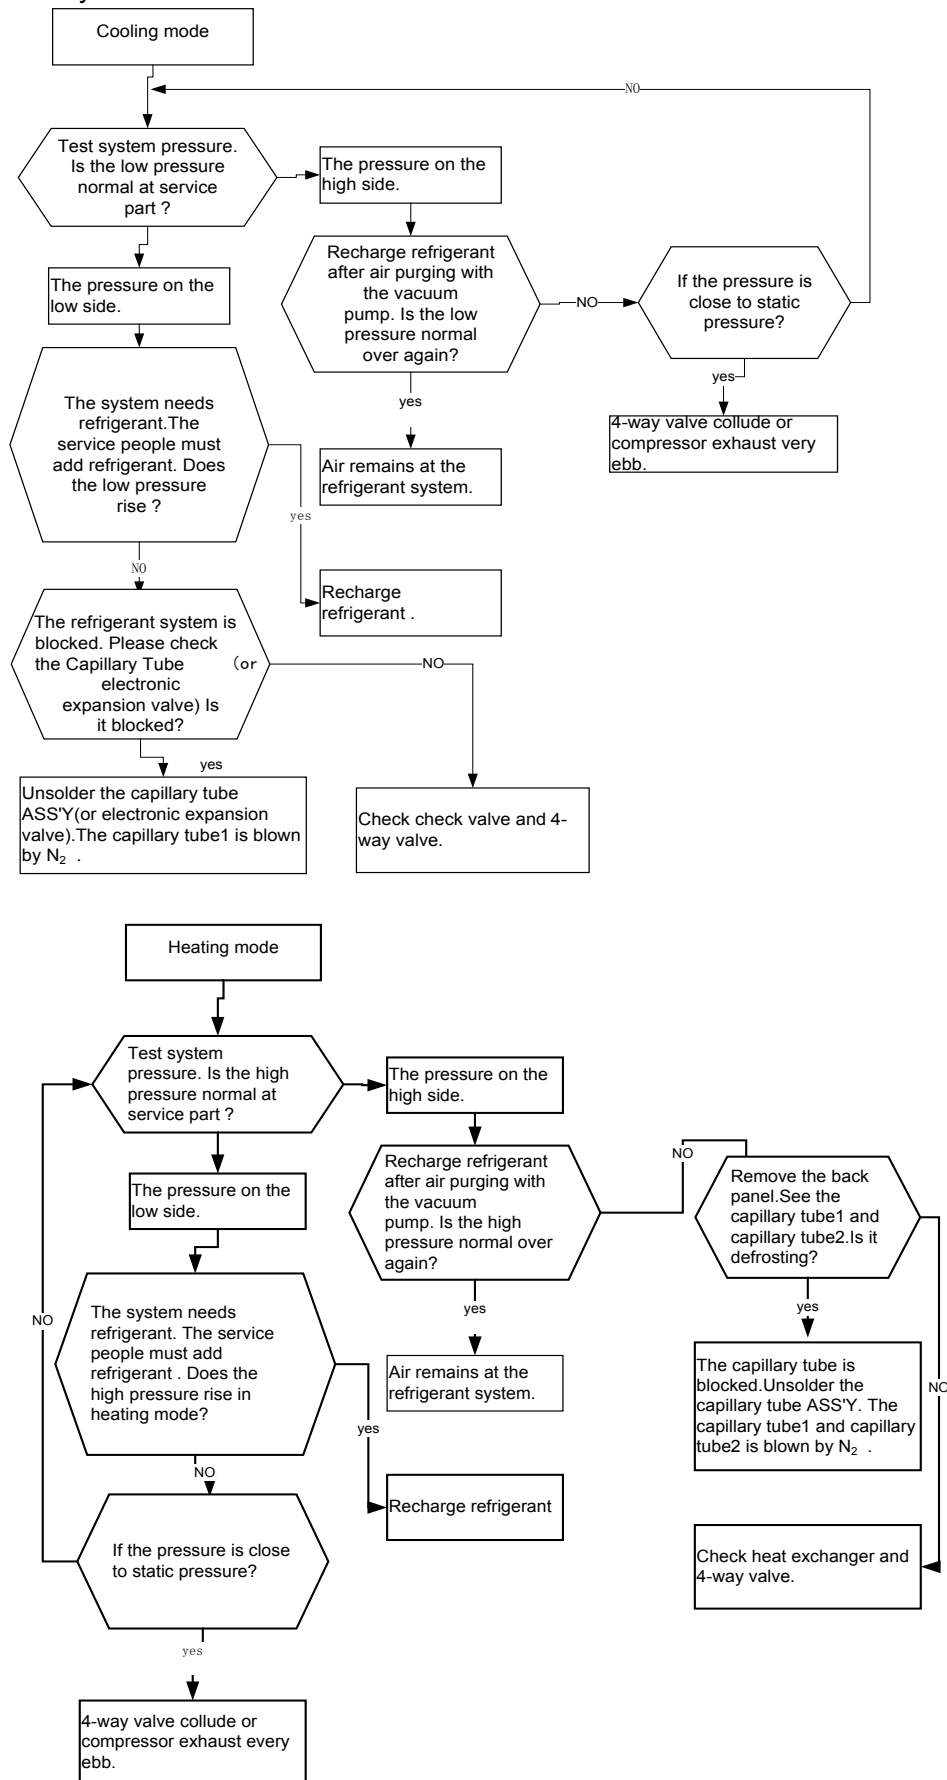 Cooling mode
NO
Test system pressure.
Is the low pressure
normal at service
part ?
The pressure on the
high side.
Recharge refrigerant
after air purging with
the vacuum
pump. Is the low
pressure normal
over again?
NO
If the pressure is
close to static
pressure?
The pressure on the
low side.
yes
yes
4-way valve collude or
compressor exhaust very
ebb.
The system needs
refrigerant.The
service people must
add refrigerant. Does
the low pressure
rise ?
Air remains at the
refrigerant system.
yes
NO
Recharge
refrigerant .
The refrigerant system is
blocked. Please check
the Capillary Tube (or
electronic
expansion valve) Is
it blocked?
NO
yes
Unsolder the capillary tube
ASS'Y(or electronic expansion
valve).The capillary tube1 is blown
by N2 .
Check check valve and 4-
way valve.
Heating mode
Test system
pressure. Is the high
pressure normal at
service part ?
The pressure on the
high side.
Recharge refrigerant
after air purging with
the vacuum
pump. Is the high
pressure normal over
again?
NO
Remove the back
panel.See the
capillary tube1 and
capillary tube2.Is it
defrosting?
The pressure on the
low side.
The system needs
refrigerant. The service
people must add
refrigerant . Does the
high pressure rise in
heating mode?
NO
yes
yes
Air remains at the
refrigerant system.
The capillary tube is
blocked.Unsolder the
capillary tube ASS'Y. The
capillary tube1 and capillary
tube2 is blown by N2 .
NO
yes
NO
Recharge refrigerant
If the pressure is close
to static pressure?
Check heat exchanger and
4-way valve.
yes
4-way valve collude or
compressor exhaust every
ebb.